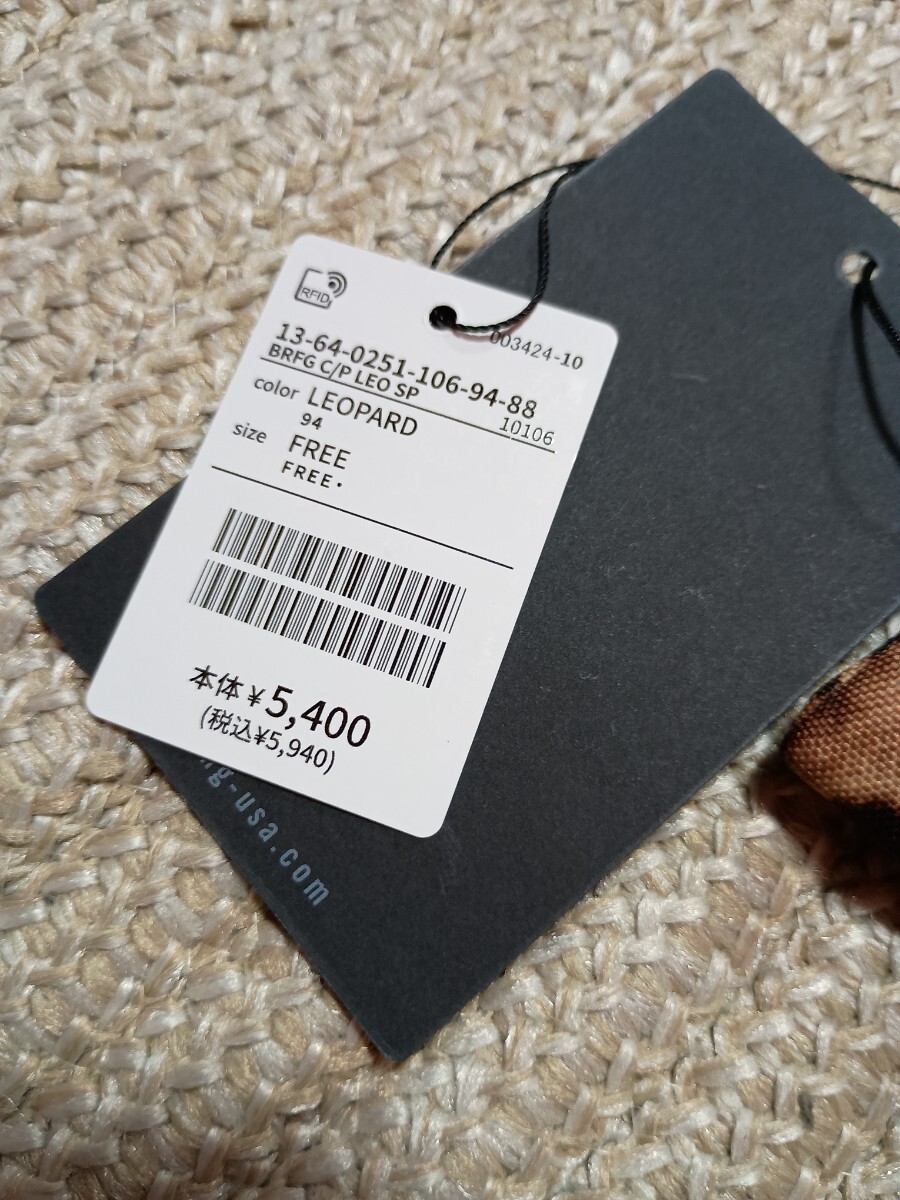 RFID
003424-10
13-64-0251-106-94-88
BRFG C/P LEO SP
10106
color LEOPARD
94
size FREE
FREE・
本体 ¥5,400
(税込¥5,940)
ng-usa.com